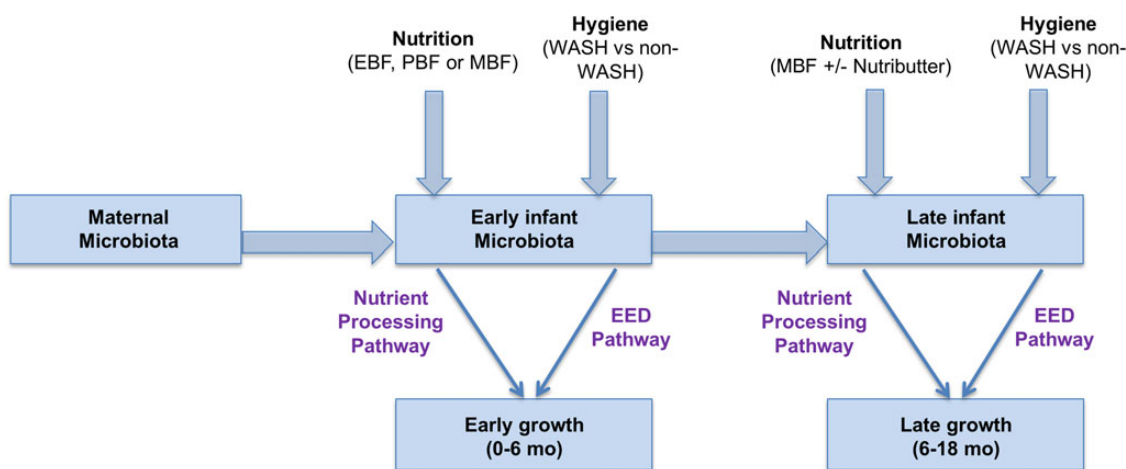 Nutrition
(EBF, PBF or MBF)
Hygiene
(WASH vs non-
WASH)
Nutrition
(MBF +/- Nutributter)
Hygiene
(WASH vs non-
WASH)
Maternal
Microbiota
Early infant
Microbiota
Late infant
Microbiota
Nutrient
Processing
Pathway
EED
Pathway
Nutrient
Processing
Pathway
EED
Pathway
Early growth
(0-6 mo)
Late growth
(6-18 mo)